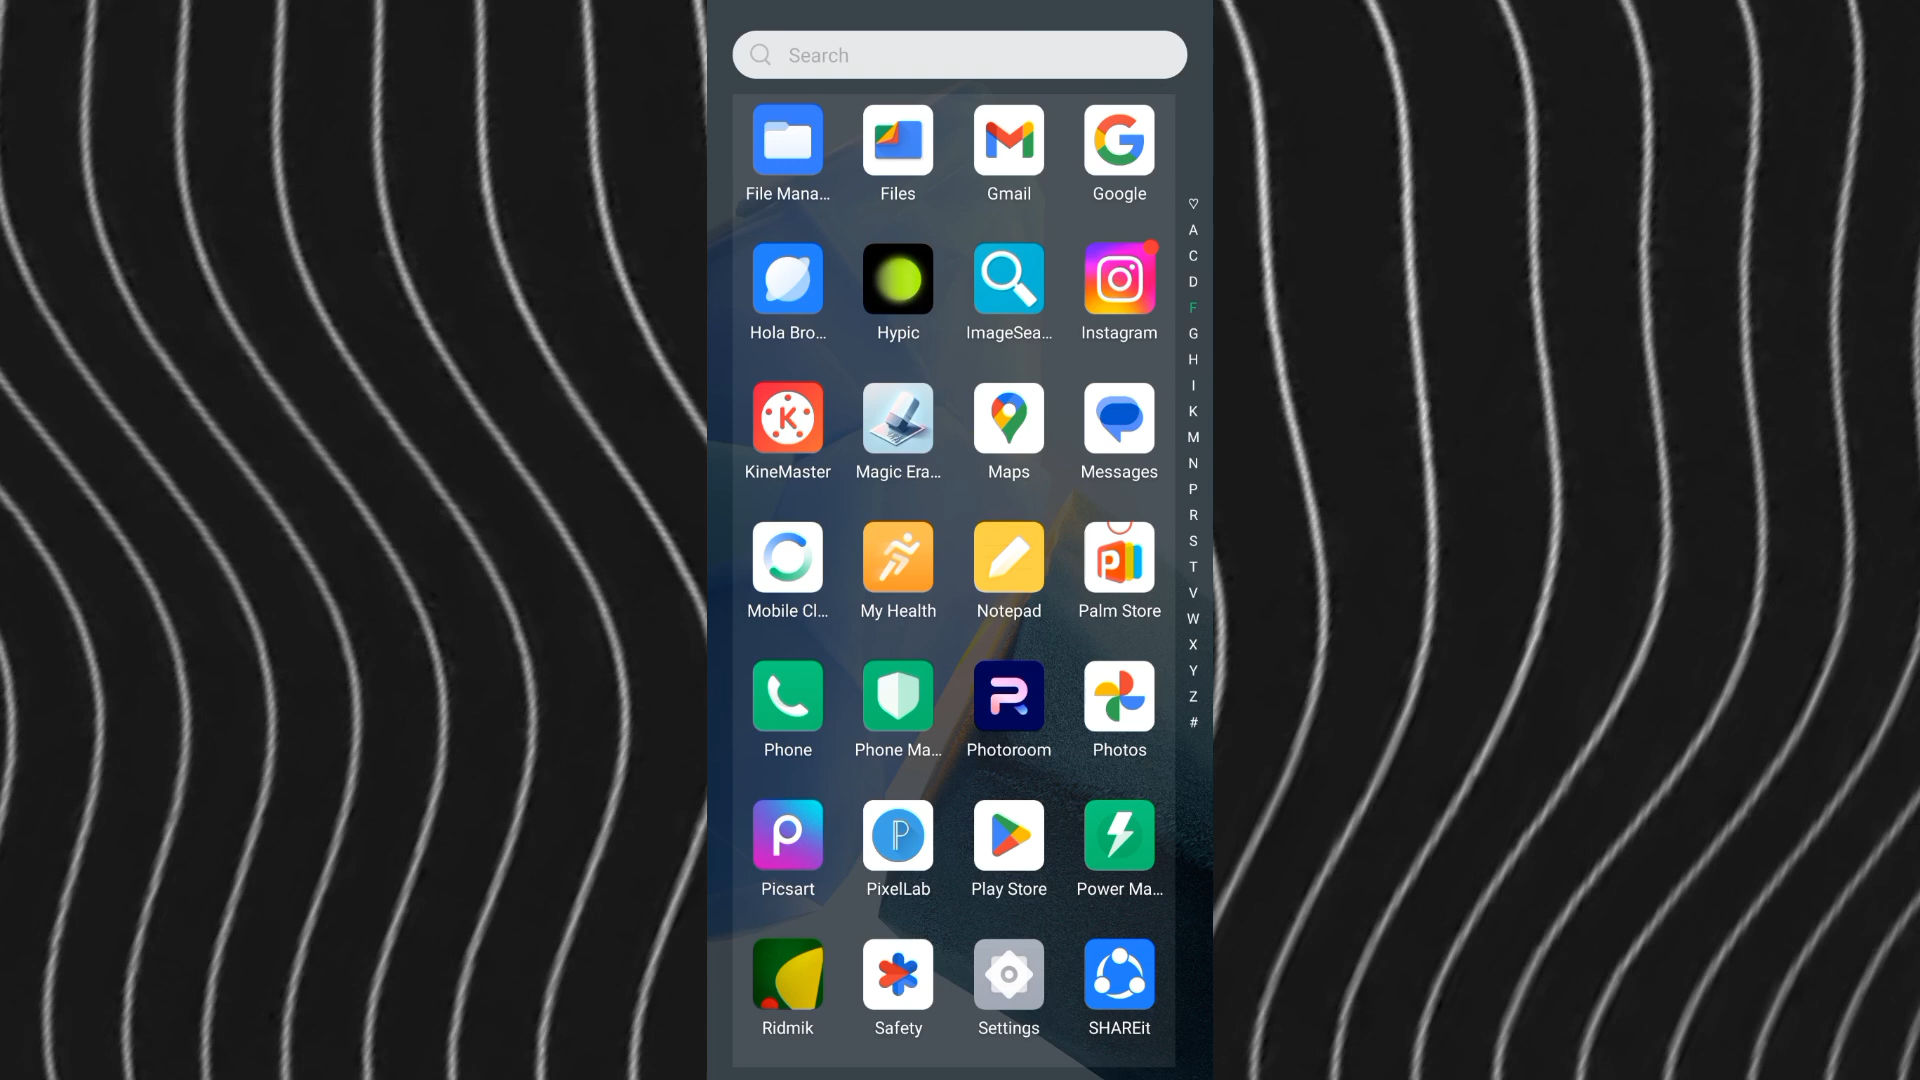 Search
File Mana... Files Gmail Google
Hola Bro... Hypic ImageSea... Instagram
KineMaster Magic Era... Maps Messages
Mobile Cl... My Health Notepad Palm Store
Phone Phone Ma... Photoroom Photos
Picsart PixelLab Play Store Power Ma...
Ridmik Safety Settings SHAREit
♡
A
C
D
F
G
H
I
K
M
N
P
R
S
T
V
W
X
Y
Z
#